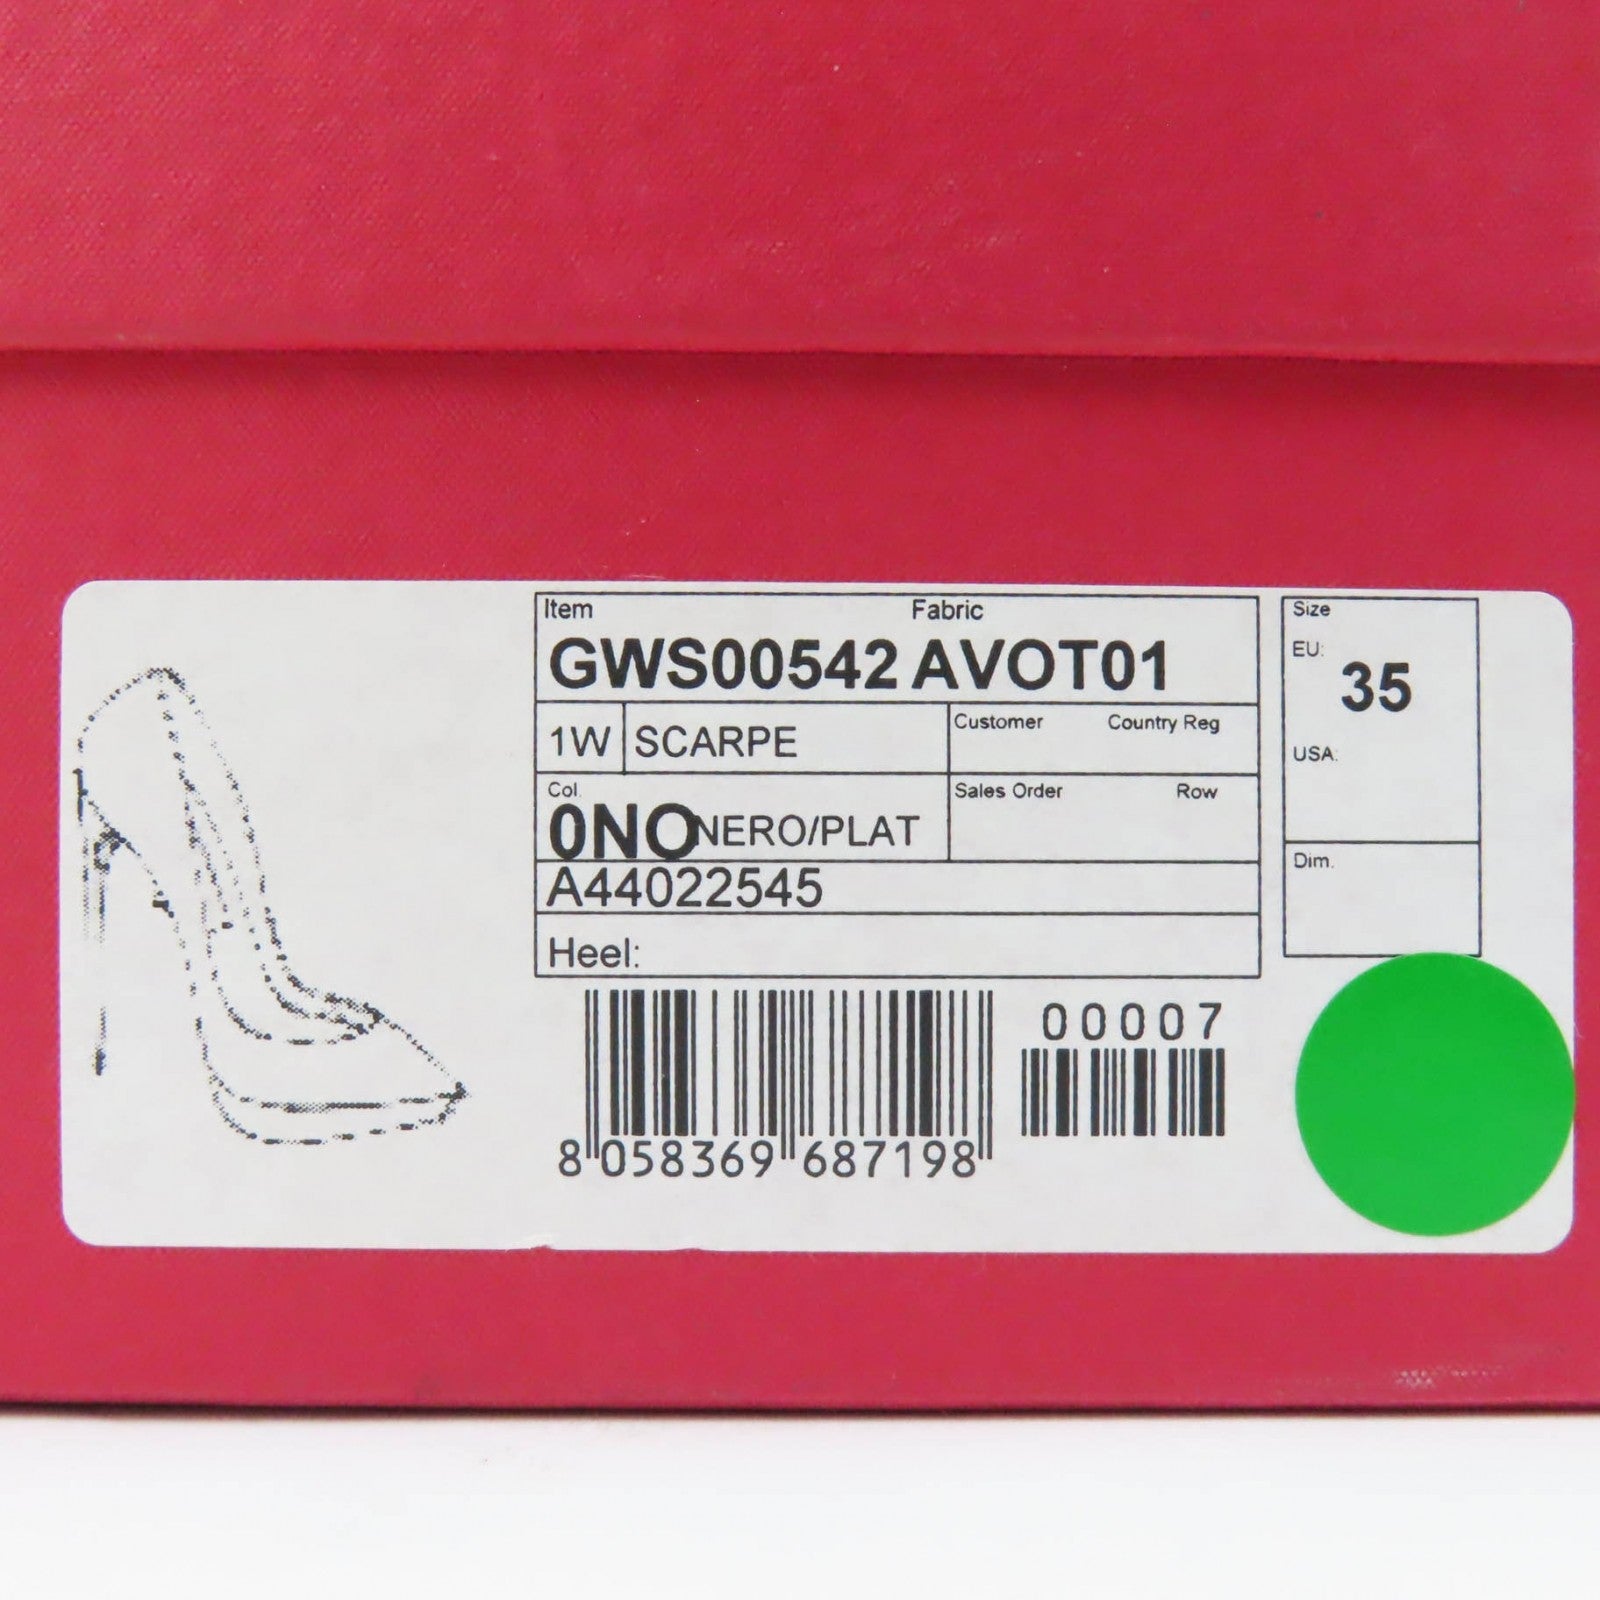 Item Fabric
GWS00542 AVOT01
1W SCARPE
Customer Country Reg
Col.
0NO NERO/PLAT
Sales Order Row
A44022545
Heel:
Size
EU: 35
USA:
Dim.
00007
8 058369 687198